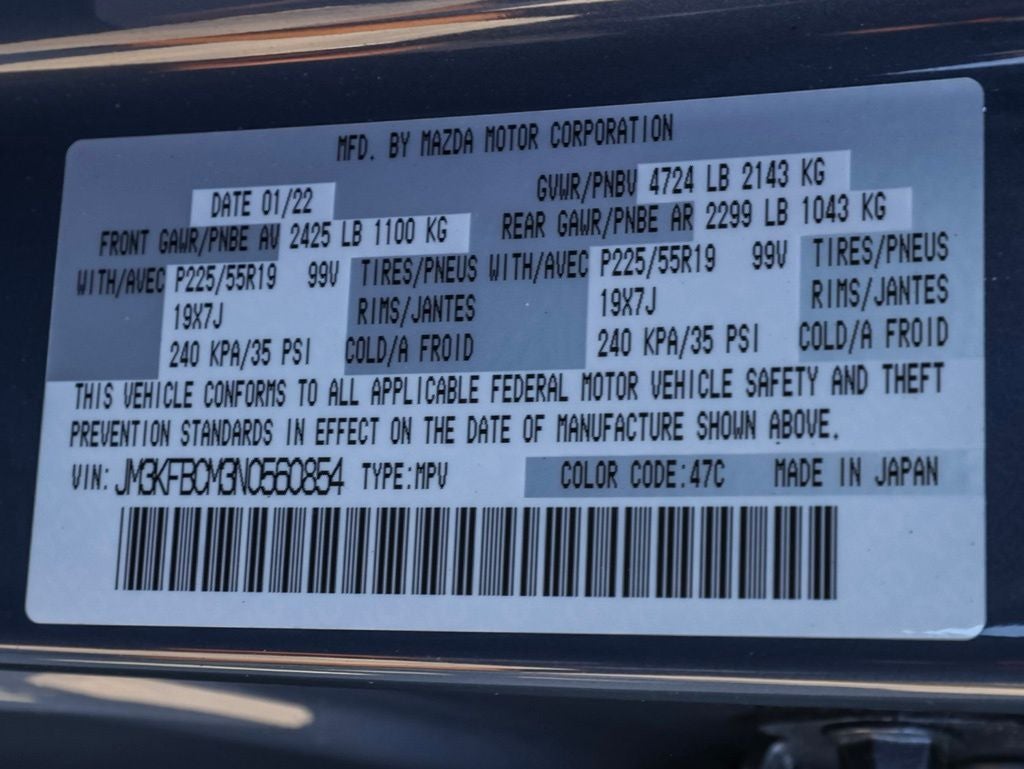 MFD. BY MAZDA MOTOR CORPORATION
DATE 01/22 GVWR/PNBV 4724 LB 2143 KG
FRONT GAWR/PNBE AV 2425 LB 1100 KG REAR GAWR/PNBE AR 2299 LB 1043 KG
WITH/AVEC P225/55R19 99V TIRES/PNEUS WITH/AVEC P225/55R19 99V TIRES/PNEUS
19X7J RIMS/JANTES 19X7J RIMS/JANTES
240 KPA/35 PSI COLD/A FROID 240 KPA/35 PSI COLD/A FROID
THIS VEHICLE CONFORMS TO ALL APPLICABLE FEDERAL MOTOR VEHICLE SAFETY AND THEFT
PREVENTION STANDARDS IN EFFECT ON THE DATE OF MANUFACTURE SHOWN ABOVE.
VIN: JM3KFBCM3N0560854 TYPE:MPV COLOR CODE:47C MADE IN JAPAN